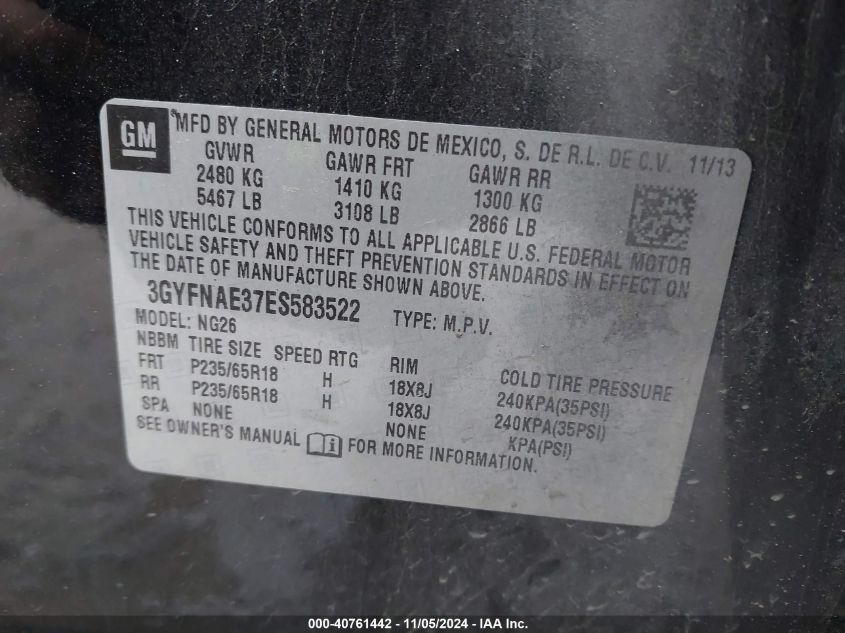 GM
MFD BY GENERAL MOTORS DE MEXICO, S. DE R.L. DE C.V. 11/13
GVWR GAWR FRT GAWR RR
2480 KG 1410 KG 1300 KG
5467 LB 3108 LB 2866 LB
THIS VEHICLE CONFORMS TO ALL APPLICABLE U.S. FEDERAL MOTOR
VEHICLE SAFETY AND THEFT PREVENTION STANDARDS IN EFFECT ON
THE DATE OF MANUFACTURE SHOWN ABOVE.
3GYFNAE37ES583522 TYPE: M.P.V.
MODEL: NG26
NBBM TIRE SIZE SPEED RTG RIM COLD TIRE PRESSURE
FRT P235/65R18 H 18X8J 240KPA(35PSI)
RR P235/65R18 H 18X8J 240KPA(35PSI)
SPA NONE NONE KPA(PSI)
SEE OWNER'S MANUAL FOR MORE INFORMATION.
000-40761442 - 11/05/2024 - IAA Inc.